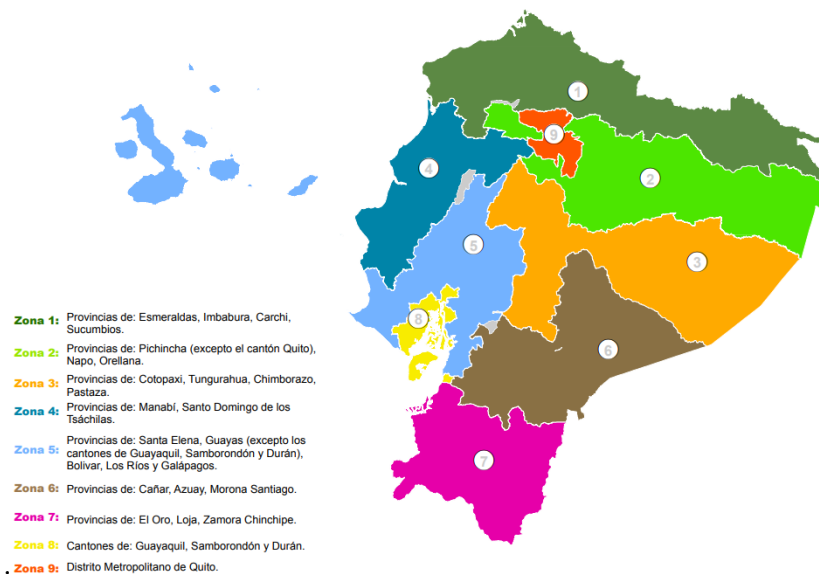 1
9
4
2
5
3
8
6
7
Zona 1: Provincias de: Esmeraldas, Imbabura, Carchi,
Sucumbios.
Zona 2: Provincias de: Pichincha (excepto el cantón Quito),
Napo, Orellana.
Zona 3: Provincias de: Cotopaxi, Tungurahua, Chimborazo,
Pastaza.
Zona 4: Provincias de: Manabí, Santo Domingo de los
Tsáchilas.
Zona 5: Provincias de: Santa Elena, Guayas (excepto los
cantones de Guayaquil, Samborondón y Durán),
Bolivar, Los Ríos y Galápagos.
Zona 6: Provincias de: Cañar, Azuay, Morona Santiago.
Zona 7: Provincias de: El Oro, Loja, Zamora Chinchipe.
Zona 8: Cantones de: Guayaquil, Samborondón y Durán.
. Zona 9: Distrito Metropolitano de Quito.